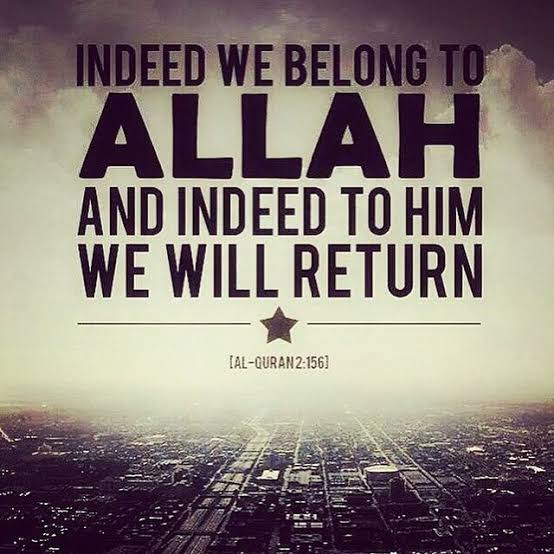 INDEED WE BELONG TO
ALLAH
AND INDEED TO HIM
WE WILL RETURN
[AL-QURAN 2:156]